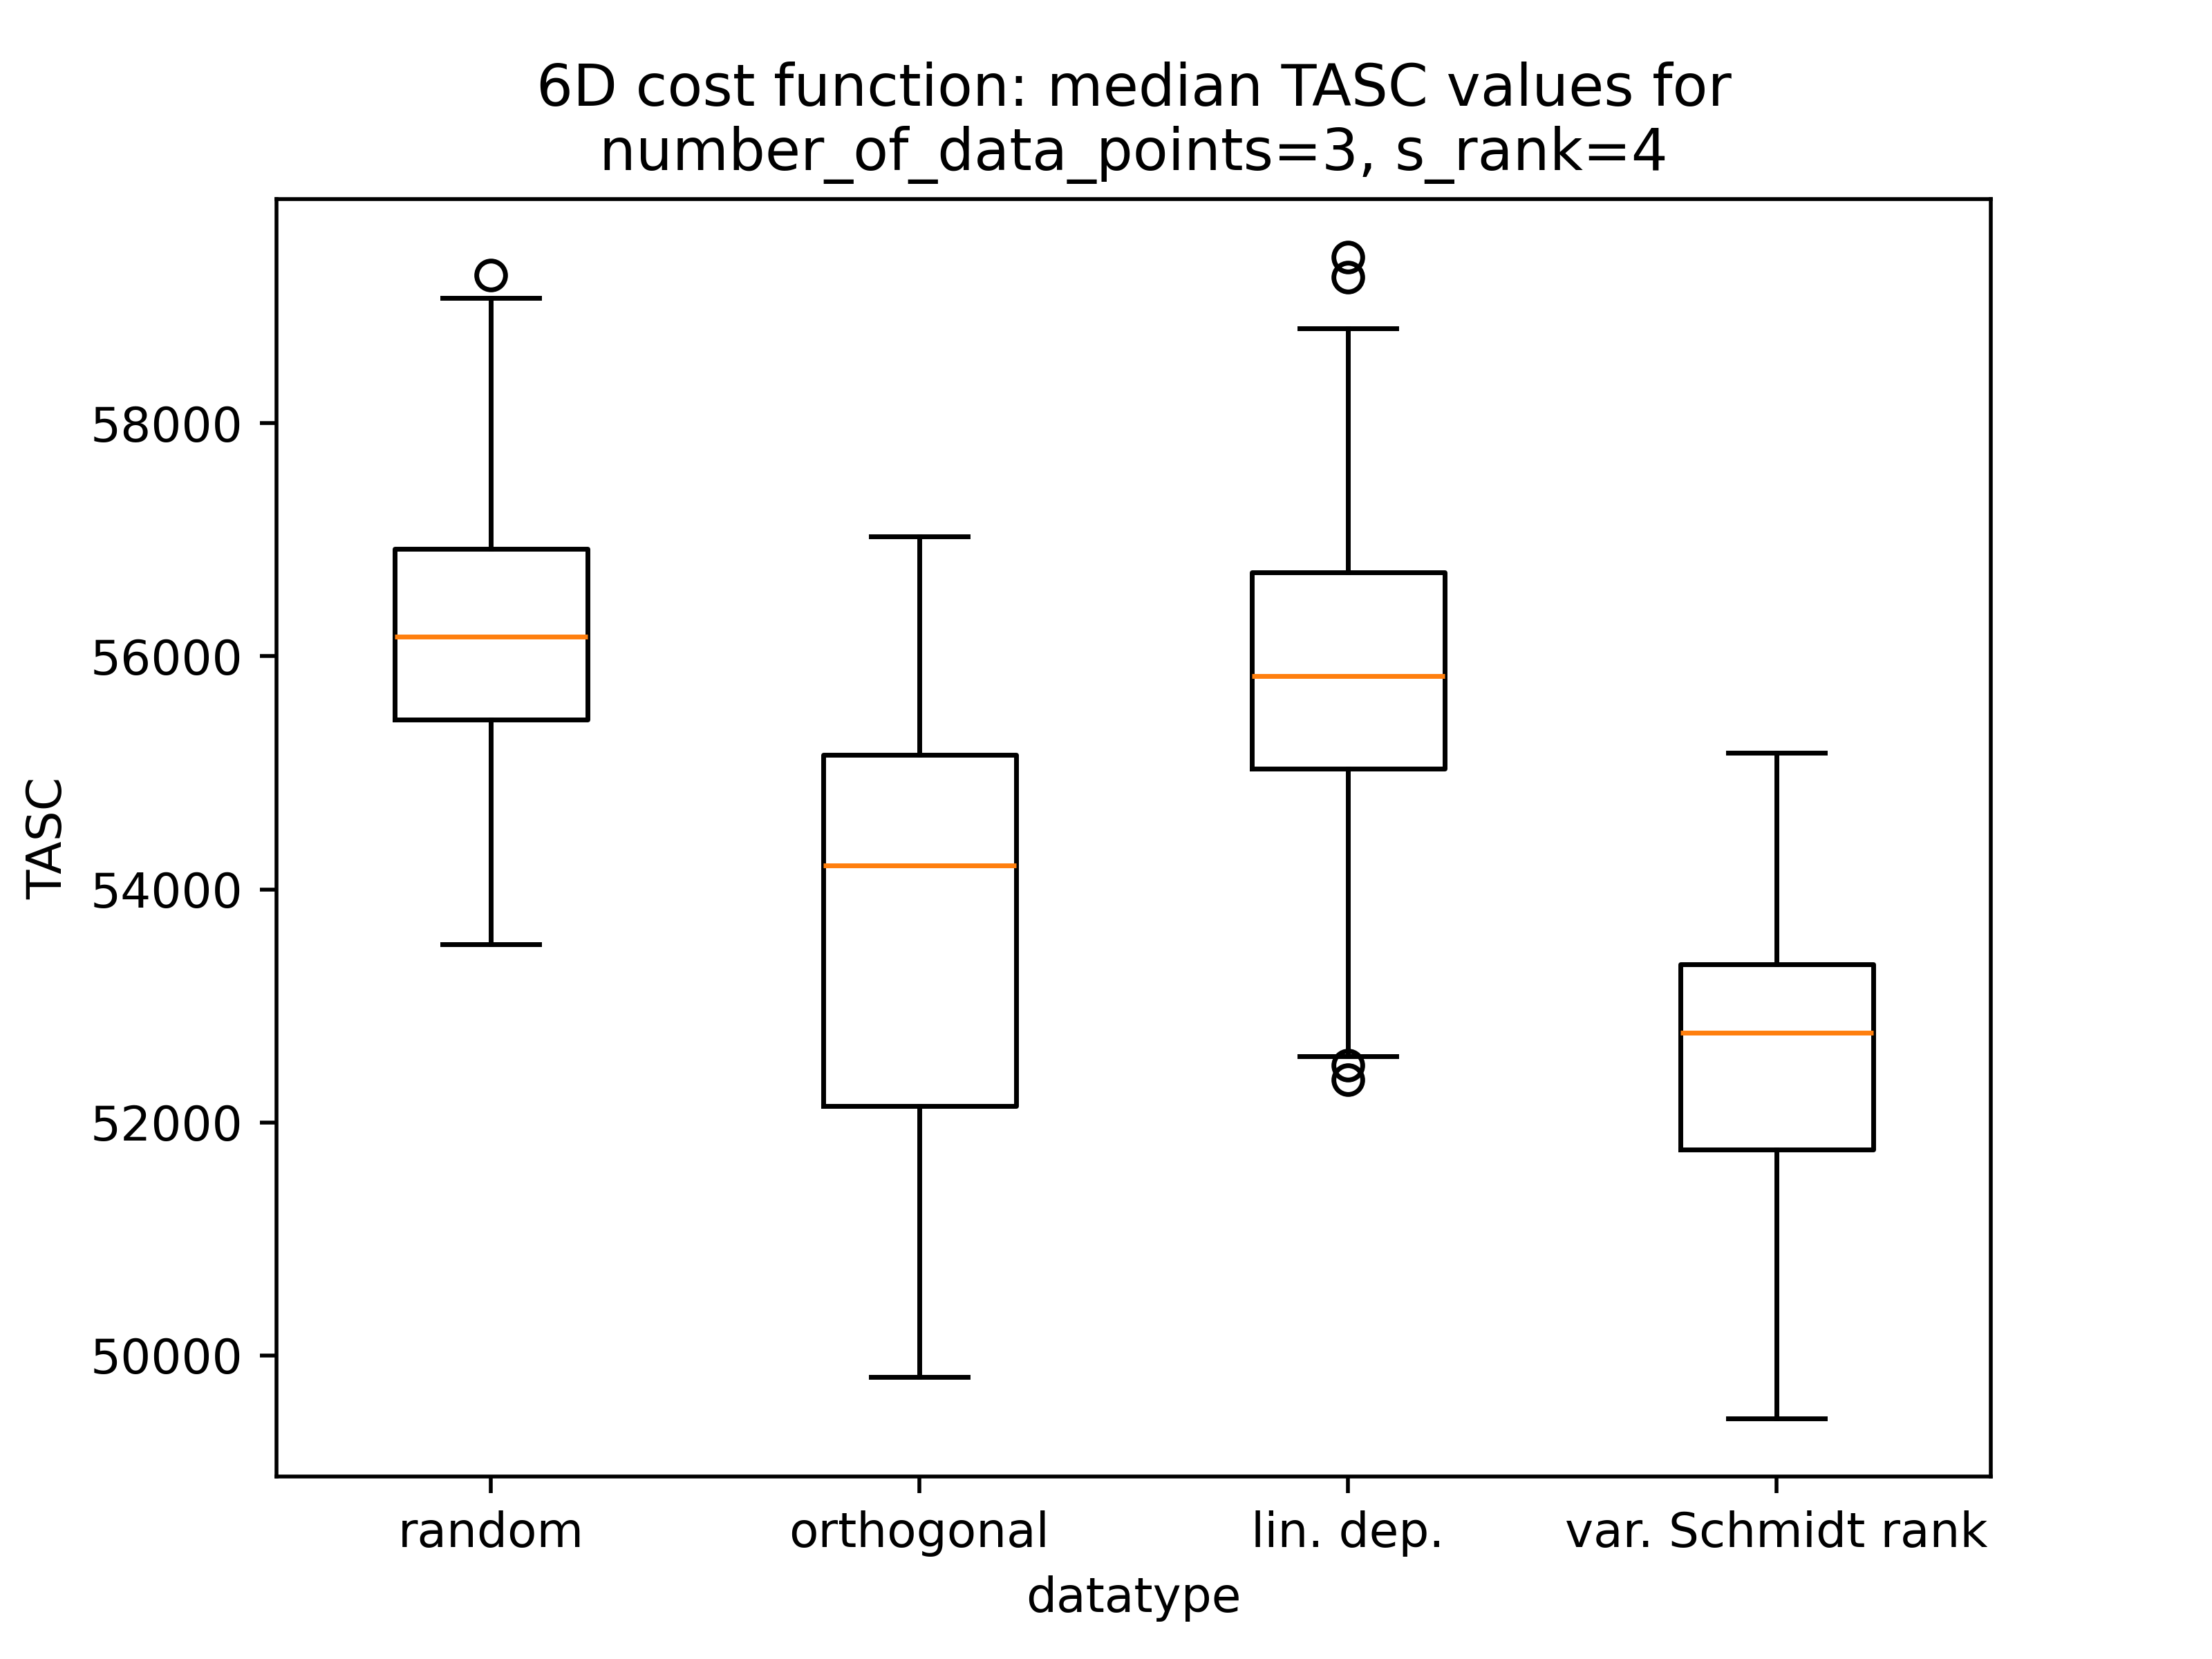 6D cost function: median TASC values for
number_of_data_points=3, s_rank=4
58000
56000
54000
52000
50000
TASC
random
orthogonal
lin. dep.
var. Schmidt rank
datatype